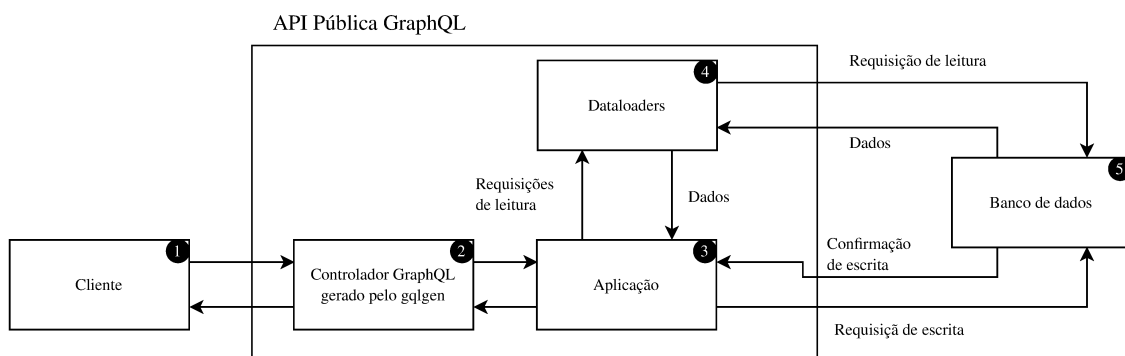 API Pública GraphQL
4
Dataloaders
Requisição de leitura
Dados
5
Banco de dados
Requisições
de leitura
Dados
1
Cliente
2
Controlador GraphQL
gerado pelo gqlgen
3
Aplicação
Confirmação
de escrita
Requisiçã de escrita